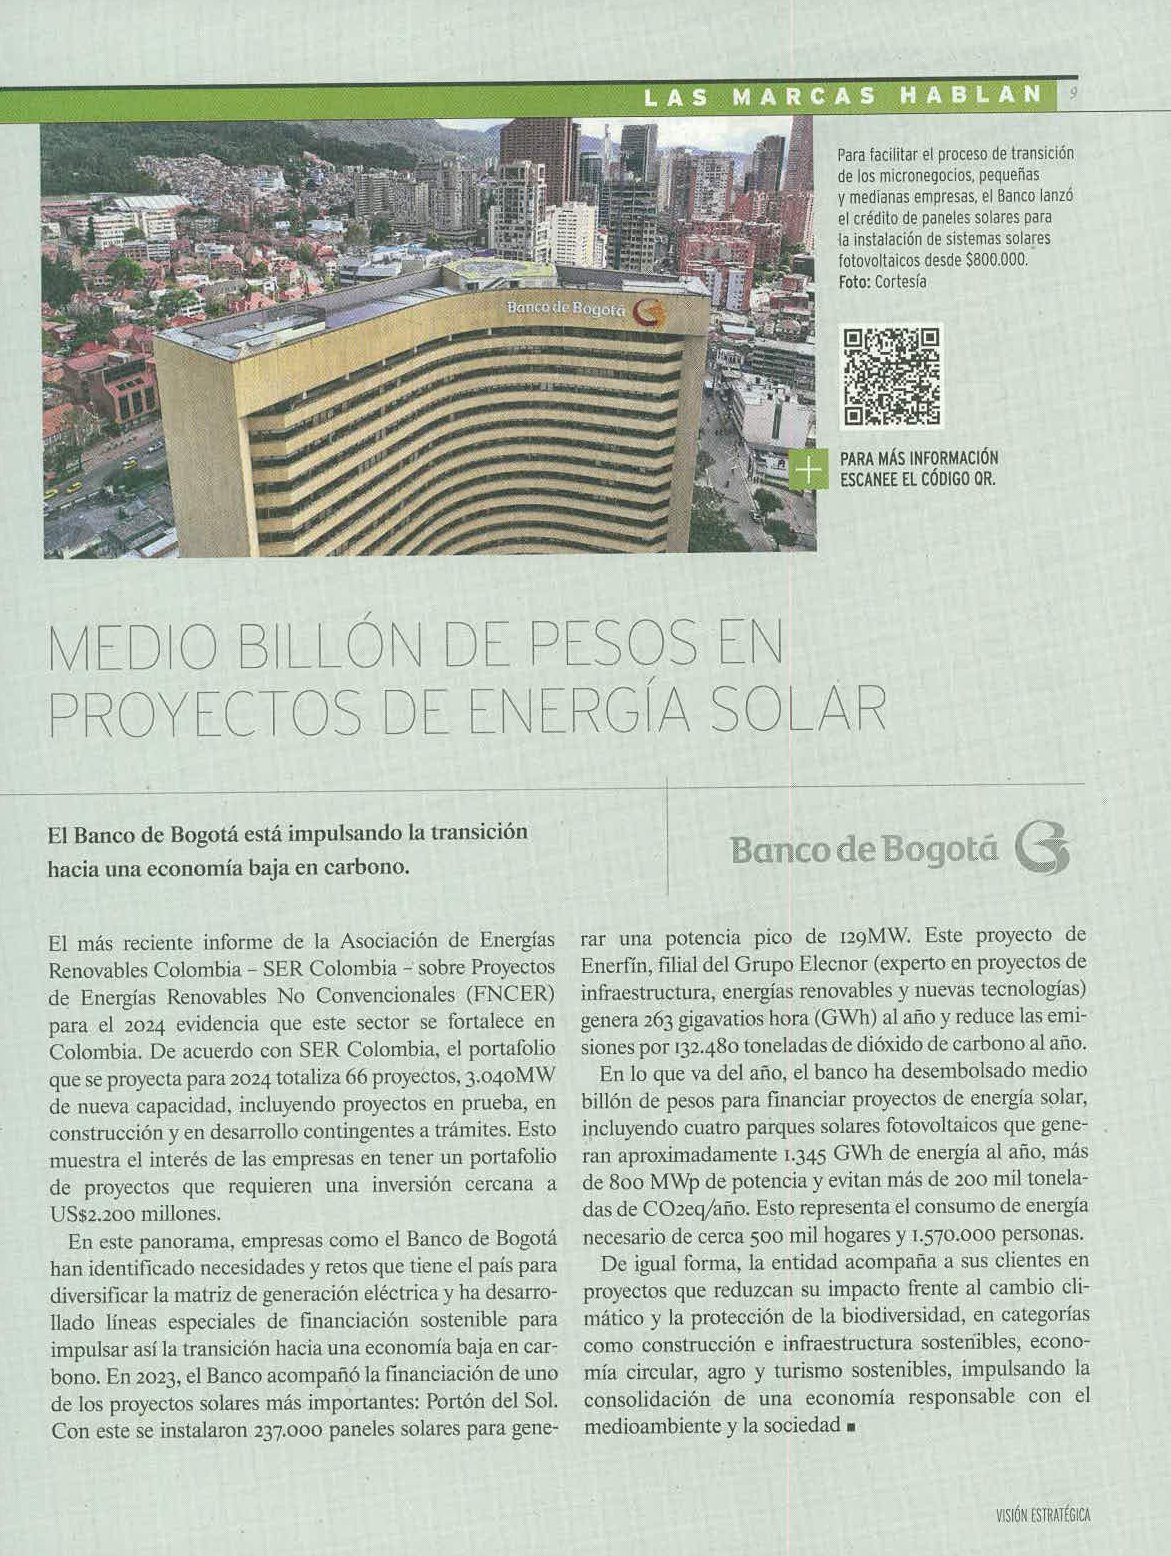 LAS MARCAS HABLAN
9
Para facilitar el proceso de transición
de los micronegocios, pequeñas
y medianas empresas, el Banco lanzó
el crédito de paneles solares para
la instalación de sistemas solares
fotovoltaicos desde $800.000.
Foto: Cortesía
Banco de Bogotá
PARA MÁS INFORMACIÓN
ESCANEE EL CÓDIGO QR.
MEDIO BILLÓN DE PESOS EN
PROYECTOS DE ENERGÍA SOLAR
El Banco de Bogotá está impulsando la transición
hacia una economía baja en carbono.
Banco de Bogotá
El más reciente informe de la Asociación de Energías
Renovables Colombia – SER Colombia – sobre Proyectos
de Energías Renovables No Convencionales (FNCER)
para el 2024 evidencia que este sector se fortalece en
Colombia. De acuerdo con SER Colombia, el portafolio
que se proyecta para 2024 totaliza 66 proyectos, 3.040MW
de nueva capacidad, incluyendo proyectos en prueba, en
construcción y en desarrollo contingentes a trámites. Esto
muestra el interés de las empresas en tener un portafolio
de proyectos que requieren una inversión cercana a
US$2.200 millones.
En este panorama, empresas como el Banco de Bogotá
han identificado necesidades y retos que tiene el país para
diversificar la matriz de generación eléctrica y ha desarro-
llado líneas especiales de financiación sostenible para
impulsar así la transición hacia una economía baja en car-
bono. En 2023, el Banco acompañó la financiación de uno
de los proyectos solares más importantes: Portón del Sol.
Con este se instalaron 237.000 paneles solares para gene-
rar una potencia pico de 129MW. Este proyecto de
Enerfín, filial del Grupo Elecnor (experto en proyectos de
infraestructura, energías renovables y nuevas tecnologías)
genera 263 gigavatios hora (GWh) al año y reduce las emi-
siones por 132.480 toneladas de dióxido de carbono al año.
En lo que va del año, el banco ha desembolsado medio
billón de pesos para financiar proyectos de energía solar,
incluyendo cuatro parques solares fotovoltaicos que gene-
ran aproximadamente 1.345 GWh de energía al año, más
de 800 MWp de potencia y evitan más de 200 mil tonela-
das de CO2eq/año. Esto representa el consumo de energía
necesario de cerca 500 mil hogares y 1.570.000 personas.
De igual forma, la entidad acompaña a sus clientes en
proyectos que reduzcan su impacto frente al cambio cli-
mático y la protección de la biodiversidad, en categorías
como construcción e infraestructura sostenibles, econo-
mía circular, agro y turismo sostenibles, impulsando la
consolidación de una economía responsable con el
medioambiente y la sociedad ■
VISIÓN ESTRATÉGICA